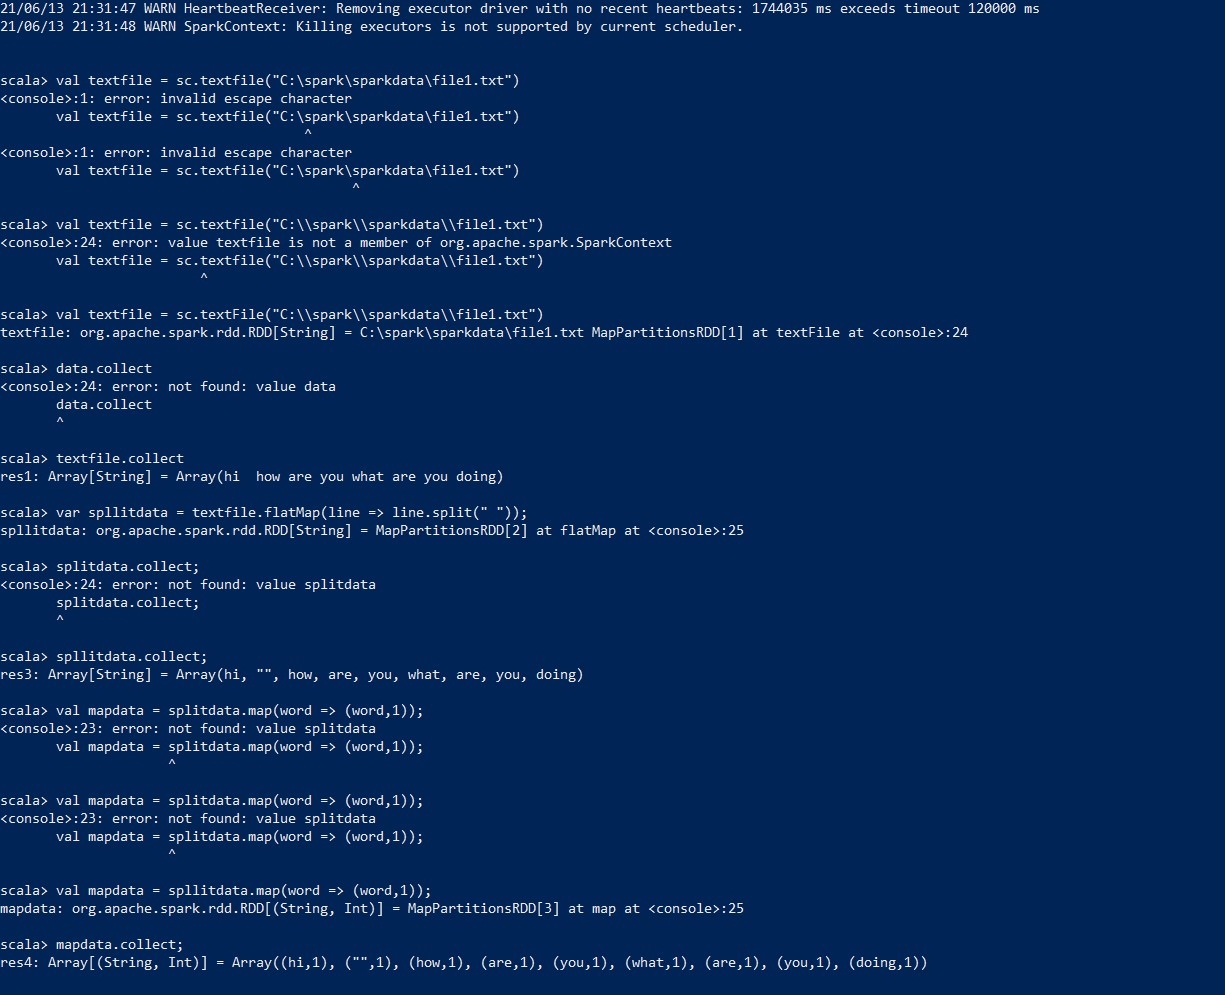 21/06/13 21:31:47 WARN HeartbeatReceiver: Removing executor driver with no recent heartbeats: 1744035 ms exceeds timeout 120000 ms
21/06/13 21:31:48 WARN SparkContext: Killing executors is not supported by current scheduler.
scala> val textfile = sc.textfile("C:\spark\sparkdata\file1.txt")
<console>:1: error: invalid escape character
       val textfile = sc.textfile("C:\spark\sparkdata\file1.txt")
                                      ^
<console>:1: error: invalid escape character
       val textfile = sc.textfile("C:\spark\sparkdata\file1.txt")
                                            ^
scala> val textfile = sc.textfile("C:\\spark\\sparkdata\\file1.txt")
<console>:24: error: value textfile is not a member of org.apache.spark.SparkContext
       val textfile = sc.textfile("C:\\spark\\sparkdata\\file1.txt")
                         ^
scala> val textfile = sc.textFile("C:\\spark\\sparkdata\\file1.txt")
textfile: org.apache.spark.rdd.RDD[String] = C:\spark\sparkdata\file1.txt MapPartitionsRDD[1] at textFile at <console>:24
scala> data.collect
<console>:24: error: not found: value data
       data.collect
       ^
scala> textfile.collect
res1: Array[String] = Array(hi  how are you what are you doing)
scala> var spllitdata = textfile.flatMap(line => line.split(" "));
spllitdata: org.apache.spark.rdd.RDD[String] = MapPartitionsRDD[2] at flatMap at <console>:25
scala> splitdata.collect;
<console>:24: error: not found: value splitdata
       splitdata.collect;
       ^
scala> spllitdata.collect;
res3: Array[String] = Array(hi, "", how, are, you, what, are, you, doing)
scala> val mapdata = splitdata.map(word => (word,1));
<console>:23: error: not found: value splitdata
       val mapdata = splitdata.map(word => (word,1));
                     ^
scala> val mapdata = splitdata.map(word => (word,1));
<console>:23: error: not found: value splitdata
       val mapdata = splitdata.map(word => (word,1));
                     ^
scala> val mapdata = spllitdata.map(word => (word,1));
mapdata: org.apache.spark.rdd.RDD[(String, Int)] = MapPartitionsRDD[3] at map at <console>:25
scala> mapdata.collect;
res4: Array[(String, Int)] = Array((hi,1), ("",1), (how,1), (are,1), (you,1), (what,1), (are,1), (you,1), (doing,1))